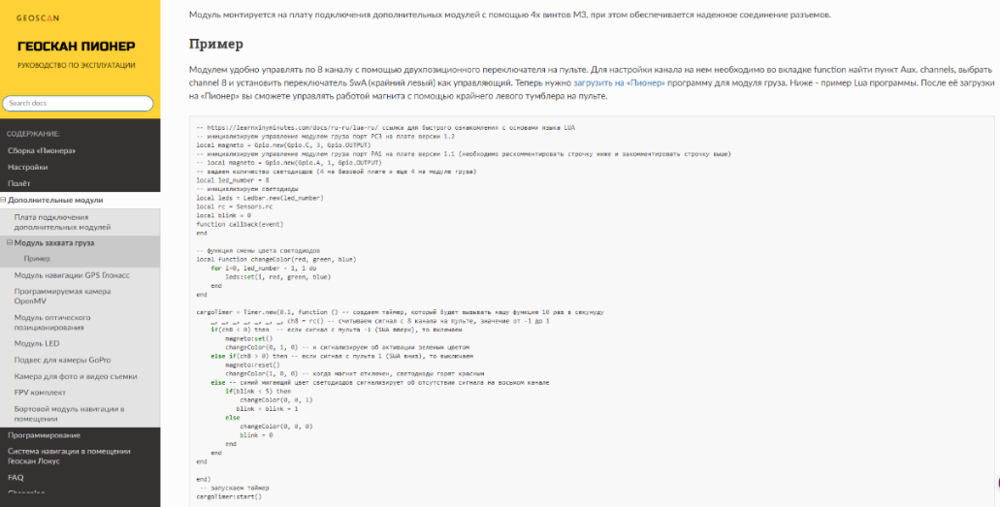 GEOSCAN
ГЕОСКАН ПИОНЕР
РУКОВОДСТВО ПО ЭКСПЛУАТАЦИИ
Search docs
СОДЕРЖАНИЕ:
Сборка «Пионера»
Настройки
Полёт
Дополнительные модули
Плата подключения
дополнительных модулей
Модуль захвата груза
Пример
Модуль навигации GPS Глонасс
Программируемая камера
OpenMV
Модуль оптического
позиционирования
Модуль LED
Подвес для камеры GoPro
Камера для фото и видео съемки
FPV комплект
Бортовой модуль навигации в
помещении
Программирование
Система навигации в помещении
Геоскан Локус
FAQ
Changelog
Модуль монтируется на плату подключения дополнительных модулей с помощью 4х винтов М3, при этом обеспечивается надежное соединение разъемов.
Пример
Модулем удобно управлять по 8 каналу с помощью двухпозиционного переключателя на пульте. Для настройки канала на нем необходимо во вкладке function найти пункт Aux. channels, выбрать
channel 8 и установить переключатель SwA (крайний левый) как управляющий. Теперь нужно загрузить на «Пионер» программу для модуля груза. Ниже - пример Lua программы. После её загрузки
на «Пионер» вы сможете управлять работой магнита с помощью крайнего левого тумблера на пульте.
-- https://learnxinyminutes.com/docs/ru-ru/lua-ru/ ссылка для быстрого ознакомления с основами языка LUA
-- инициализируем управление модулем груза порт PC3 на плате версии 1.2
local magneto = Gpio.new(Gpio.C, 3, Gpio.OUTPUT)
-- инициализируем управление модулем груза порт PA1 на плате версии 1.1 (необходимо раскомментировать строчку ниже и закомментировать строчку выше)
-- local magneto = Gpio.new(Gpio.A, 1, Gpio.OUTPUT)
-- задаем количество светодиодов (4 на базовой плате и еще 4 на модуле груза)
local led_number = 8
-- инициализируем светодиоды
local leds = Ledbar.new(led_number)
local rc = Sensors.rc
local blink = 0
function callback(event)
end
-- функция смены цвета светодиодов
local function changeColor(red, green, blue)
for i=0, led_number - 1, 1 do
leds:set(i, red, green, blue)
end
end
cargoTimer = Timer.new(0.1, function () -- создаем таймер, который будет вызывать нашу функцию 10 раз в секунду
_, _, _, _, _, _, _, ch8 = rc() -- считываем сигнал с 8 канала на пульте, значение от -1 до 1
if(ch8 < 0) then -- если сигнал с пульта -1 (SWA вверх), то включаем
magneto:set()
changeColor(0, 1, 0) -- и сигнализируем об активации зеленым цветом
else if(ch8 > 0) then -- если сигнал с пульта 1 (SWA вниз), то выключаем
magneto:reset()
changeColor(1, 0, 0) -- когда магнит отключен, светодиоды горят красным
else -- синий мигающий цвет светодиодов сигнализирует об отсутствии сигнала на восьмом канале
if(blink < 5) then
changeColor(0, 0, 1)
blink = blink + 1
else
changeColor(0, 0, 0)
blink = 0
end
end
end
end)
-- запускаем таймер
cargoTimer:start()